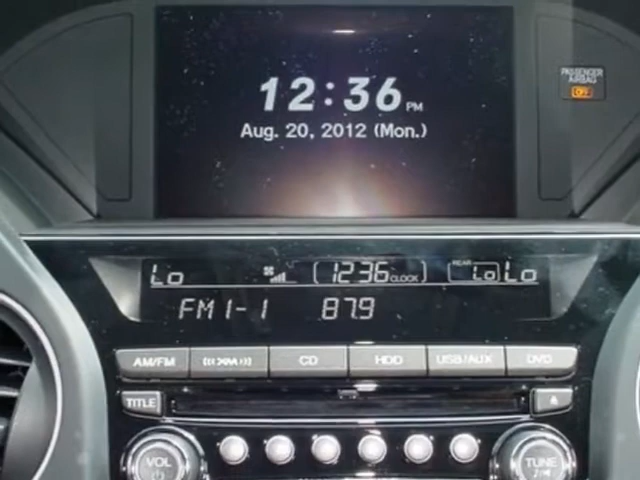 12:36 PM
Aug. 20, 2012 (Mon.)
PASSENGER
AIRBAG
OFF
Lo 1236 CLOCK REAR Lo Lo
FM1-1 87.9
AM/FM ((XM)) CD HDD USB/AUX DVD
TITLE
VOL TUNE